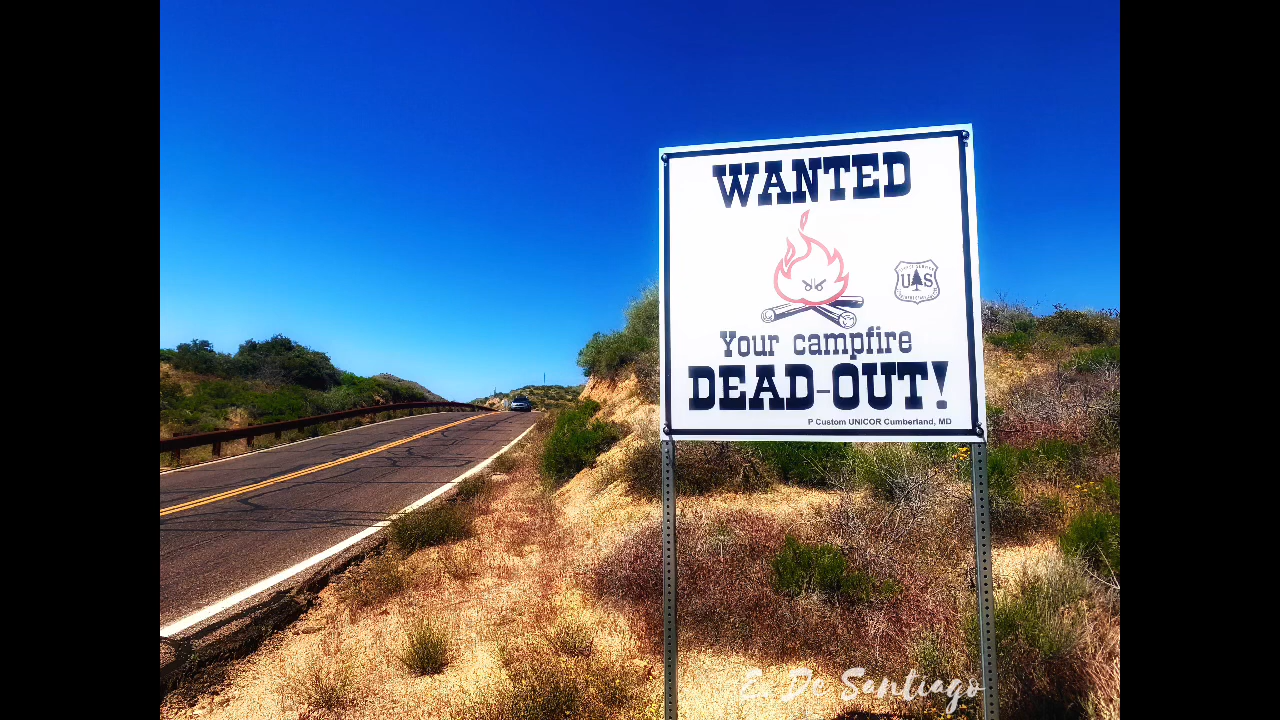 WANTED
U S
Your campfire
DEAD-OUT!
P Custom UNICOR Cumberland, MD
E. De Santiago